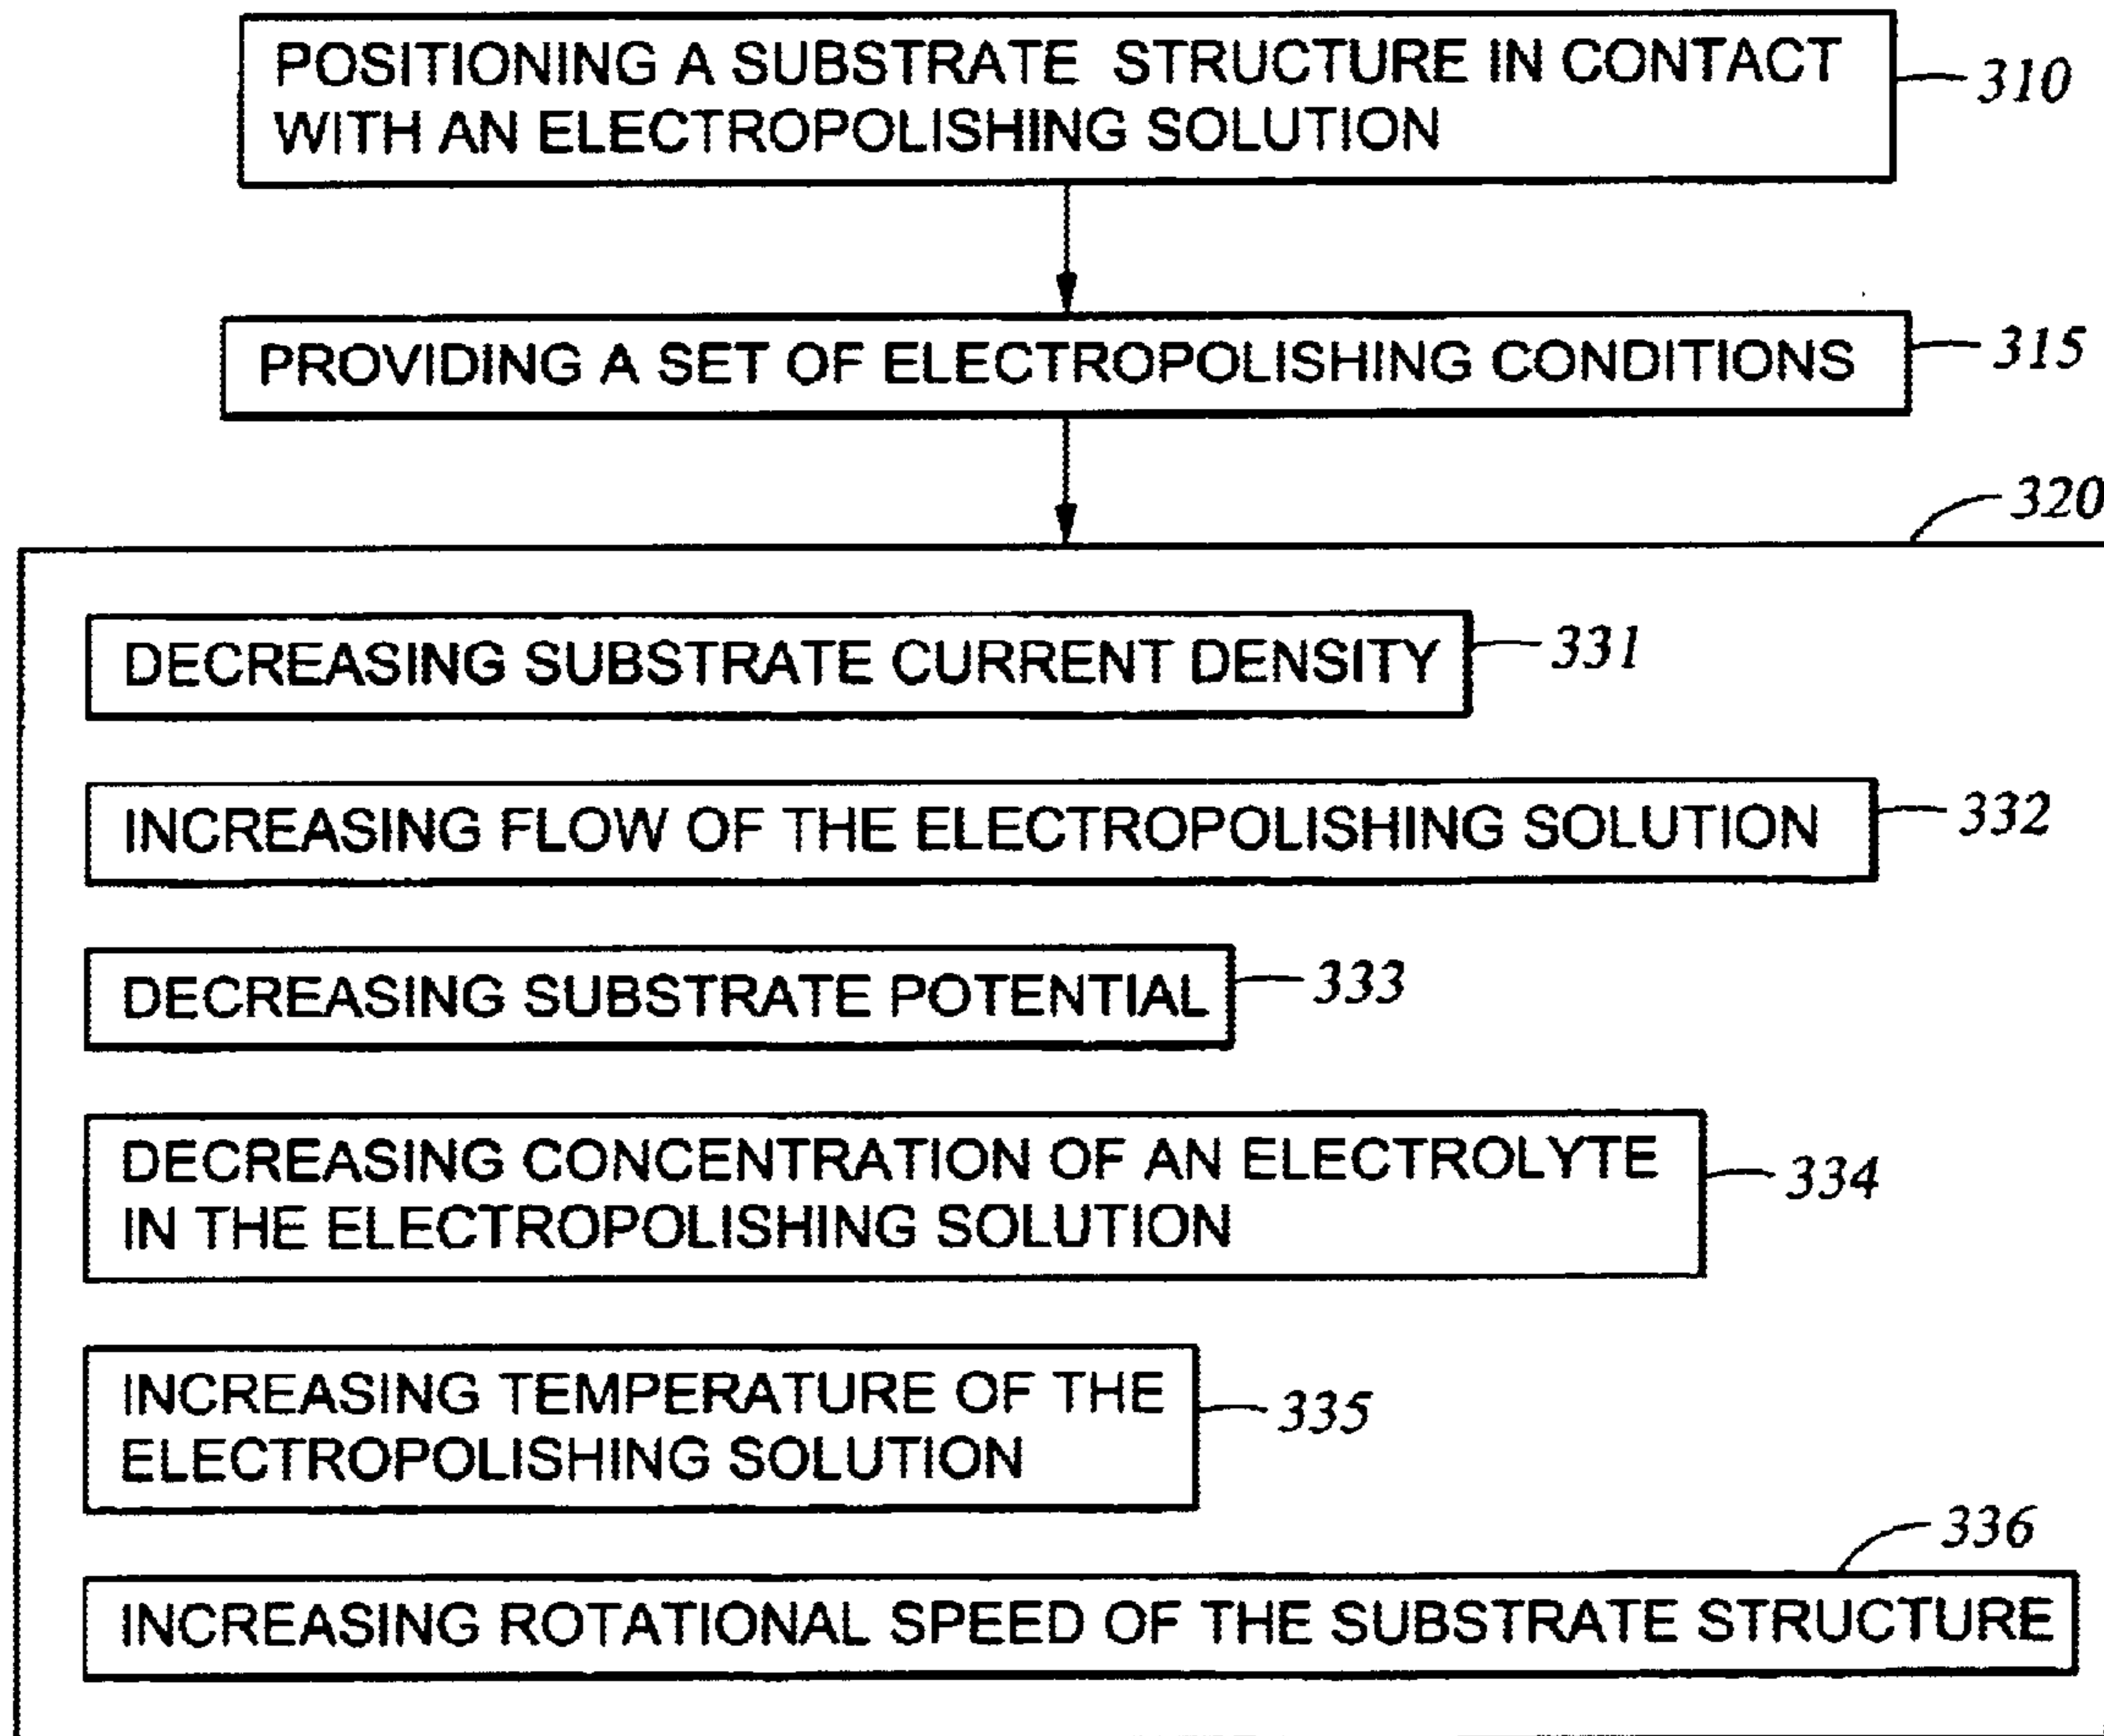 POSITIONING A SUBSTRATE STRUCTURE IN CONTACT
WITH AN ELECTROPOLISHING SOLUTION
310
PROVIDING A SET OF ELECTROPOLISHING CONDITIONS
315
320
DECREASING SUBSTRATE CURRENT DENSITY
331
INCREASING FLOW OF THE ELECTROPOLISHING SOLUTION
332
DECREASING SUBSTRATE POTENTIAL
333
DECREASING CONCENTRATION OF AN ELECTROLYTE
IN THE ELECTROPOLISHING SOLUTION
334
INCREASING TEMPERATURE OF THE
ELECTROPOLISHING SOLUTION
335
336
INCREASING ROTATIONAL SPEED OF THE SUBSTRATE STRUCTURE